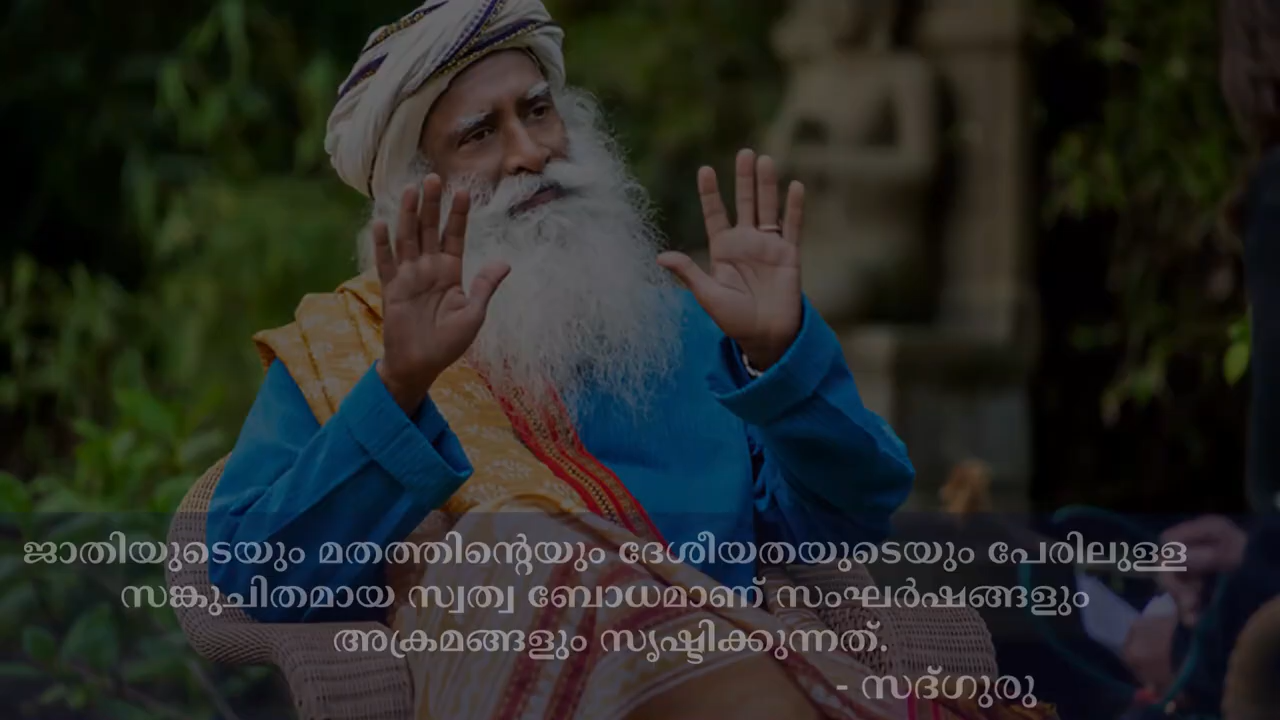 ജാതിയുടെയും മതത്തിന്റെയും ദേശീയതയുടെയും പേരിലുള്ള
സങ്കുചിതമായ സ്വത്വ ബോധമാണ് സംഘർഷങ്ങളും
അക്രമങ്ങളും സൃഷ്ടിക്കുന്നത്.
- സദ്ഗുരു